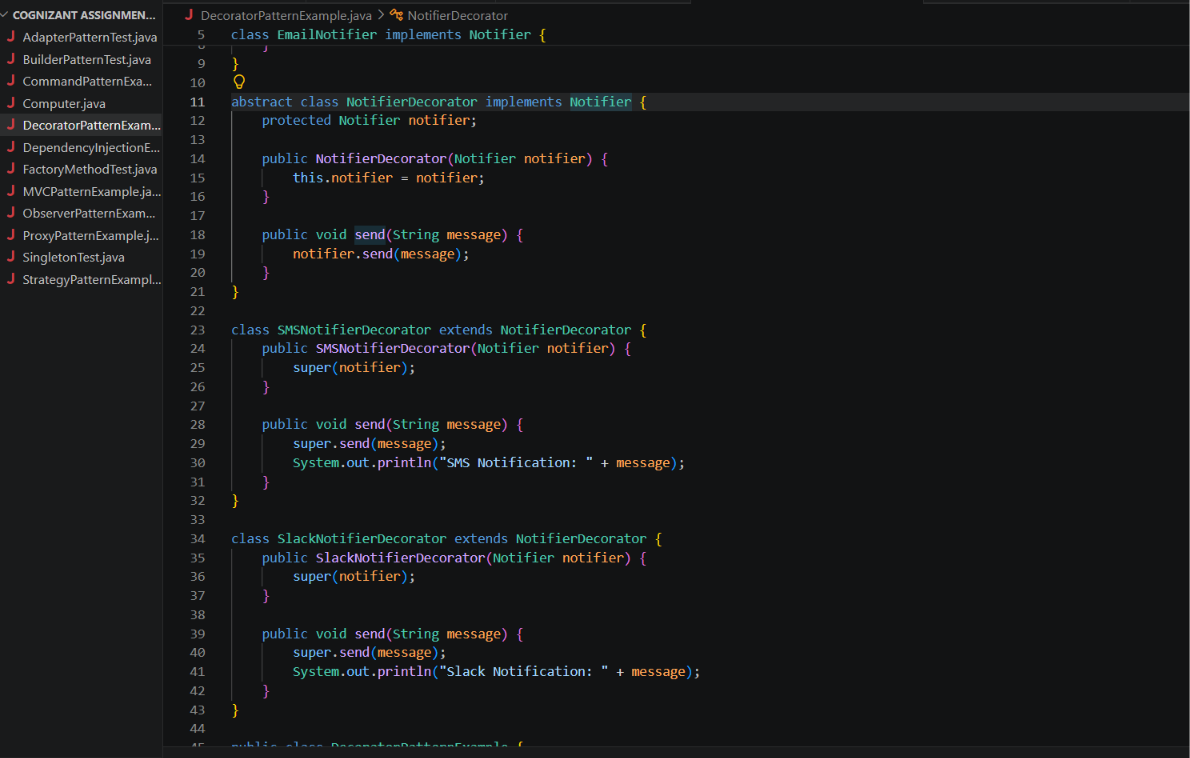 COGNIZANT ASSIGNMEN...
AdapterPatternTest.java
BuilderPatternTest.java
CommandPatternExa...
Computer.java
DecoratorPatternExam...
DependencyInjectionE...
FactoryMethodTest.java
MVCPatternExample.ja...
ObserverPatternExam...
ProxyPatternExample.j...
SingletonTest.java
StrategyPatternExampl...
DecoratorPatternExample.java > NotifierDecorator
5 class EmailNotifier implements Notifier {
8 }
9 }
10
11 abstract class NotifierDecorator implements Notifier {
12 protected Notifier notifier;
13
14 public NotifierDecorator(Notifier notifier) {
15 this.notifier = notifier;
16 }
17
18 public void send(String message) {
19 notifier.send(message);
20 }
21 }
22
23 class SMSNotifierDecorator extends NotifierDecorator {
24 public SMSNotifierDecorator(Notifier notifier) {
25 super(notifier);
26 }
27
28 public void send(String message) {
29 super.send(message);
30 System.out.println("SMS Notification: " + message);
31 }
32 }
33
34 class SlackNotifierDecorator extends NotifierDecorator {
35 public SlackNotifierDecorator(Notifier notifier) {
36 super(notifier);
37 }
38
39 public void send(String message) {
40 super.send(message);
41 System.out.println("Slack Notification: " + message);
42 }
43 }
44
45 public class DecoratorPatternExample {